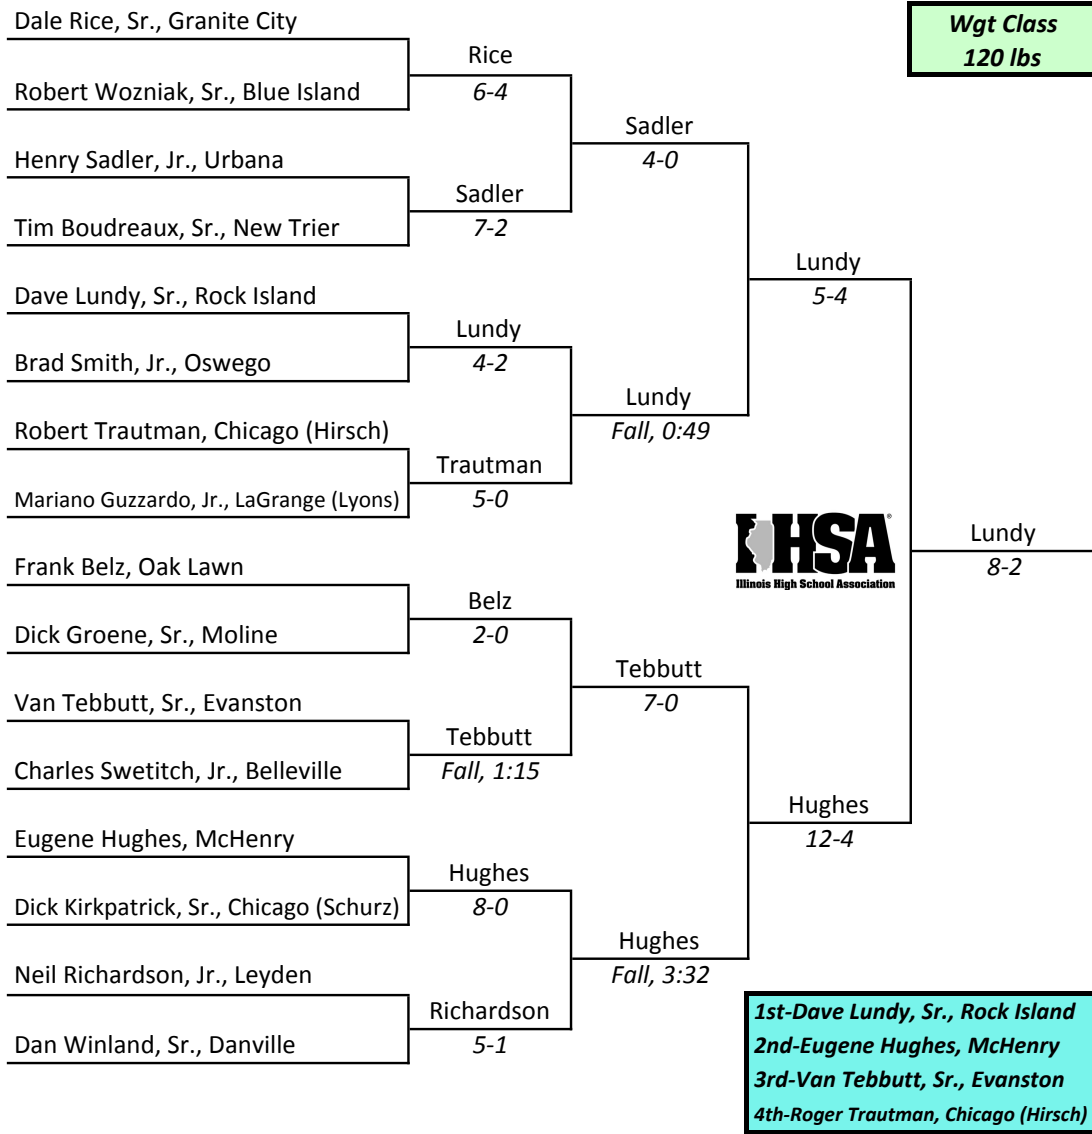 Dale Rice, Sr., Granite City
Wgt Class
120 lbs
Rice
6-4
Robert Wozniak, Sr., Blue Island
Sadler
4-0
Henry Sadler, Jr., Urbana
Sadler
7-2
Tim Boudreaux, Sr., New Trier
Lundy
5-4
Dave Lundy, Sr., Rock Island
Lundy
4-2
Brad Smith, Jr., Oswego
Lundy
Fall, 0:49
Robert Trautman, Chicago (Hirsch)
Trautman
5-0
Mariano Guzzardo, Jr., LaGrange (Lyons)
IHSA®
Illinois High School Association
Lundy
8-2
Frank Belz, Oak Lawn
Belz
2-0
Dick Groene, Sr., Moline
Tebbutt
7-0
Van Tebbutt, Sr., Evanston
Tebbutt
Fall, 1:15
Charles Swetitch, Jr., Belleville
Hughes
12-4
Eugene Hughes, McHenry
Hughes
8-0
Dick Kirkpatrick, Sr., Chicago (Schurz)
Hughes
Fall, 3:32
Neil Richardson, Jr., Leyden
Richardson
5-1
Dan Winland, Sr., Danville
1st-Dave Lundy, Sr., Rock Island
2nd-Eugene Hughes, McHenry
3rd-Van Tebbutt, Sr., Evanston
4th-Roger Trautman, Chicago (Hirsch)